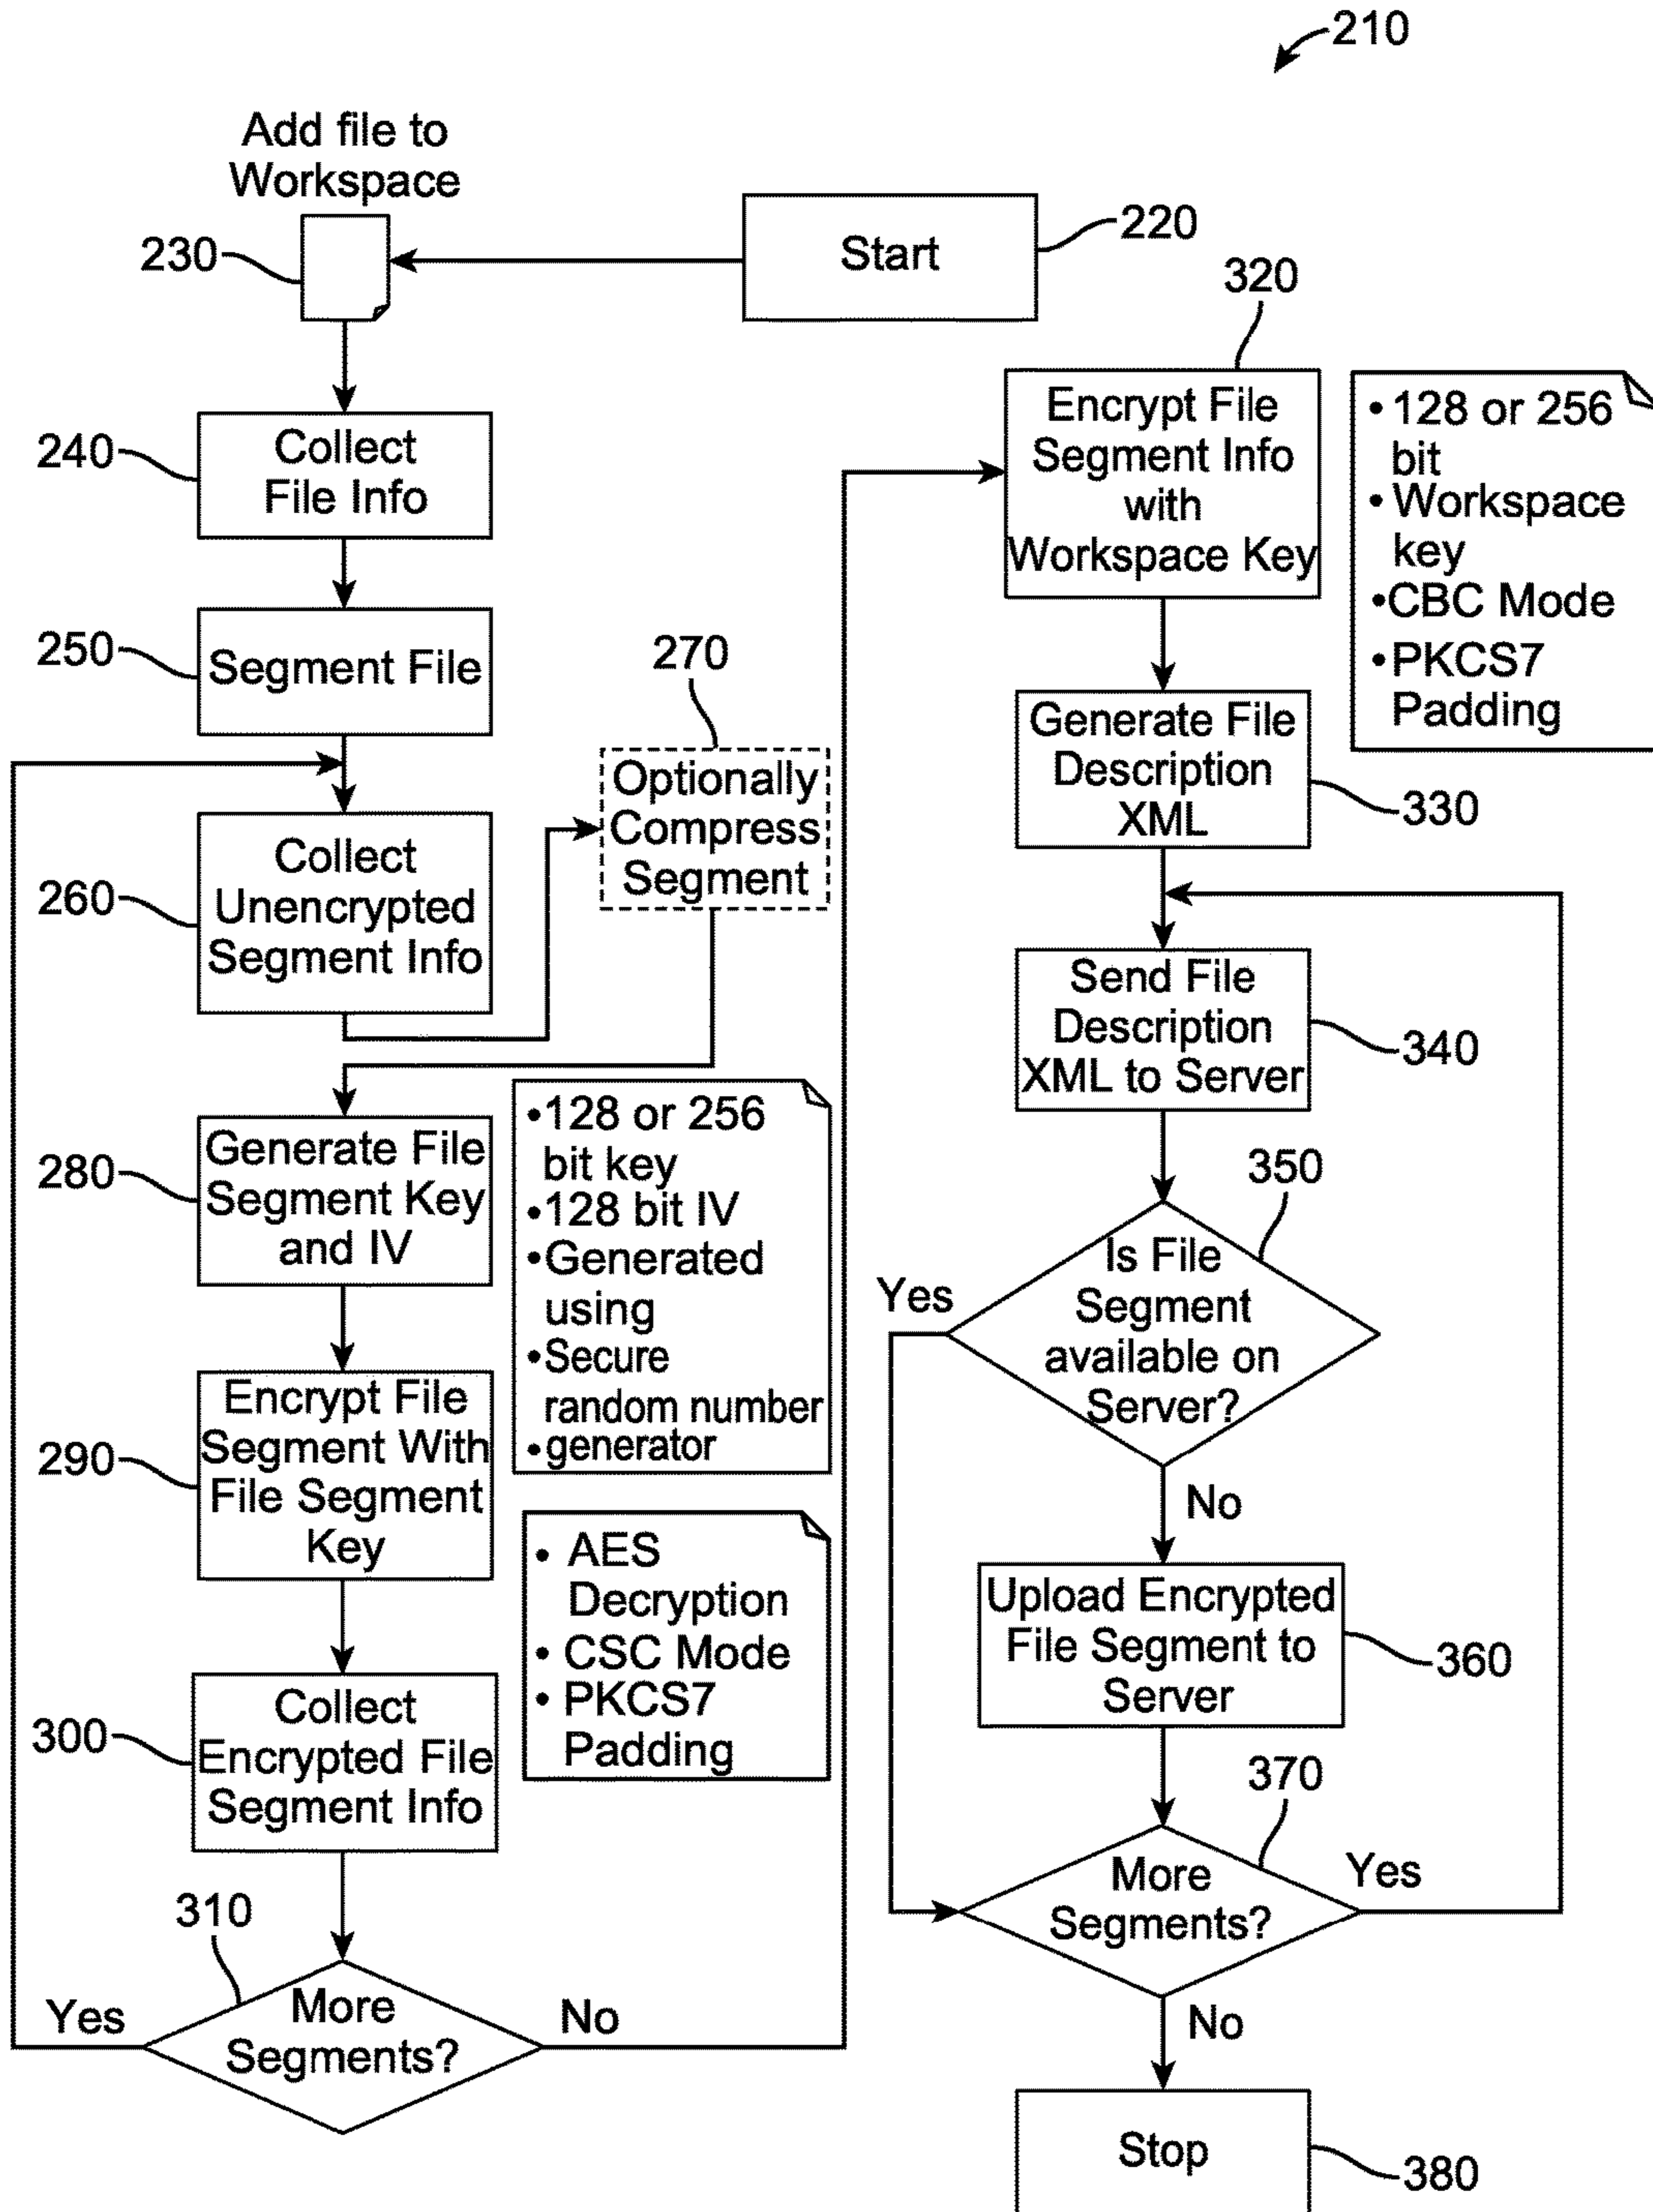 210
Add file to
Workspace
230
Start
220
240
Collect
File Info
250
Segment File
260
Collect
Unencrypted
Segment Info
270
Optionally
Compress
Segment
280
Generate File
Segment Key
and IV
•128 or 256
bit key
•128 bit IV
•Generated
using
•Secure
random number
•generator
290
Encrypt File
Segment With
File Segment
Key
• AES
Decryption
• CSC Mode
• PKCS7
Padding
300
Collect
Encrypted File
Segment Info
310
More
Segments?
Yes
No
320
Encrypt File
Segment Info
with
Workspace Key
•128 or 256
bit
•Workspace
key
•CBC Mode
•PKCS7
Padding
Generate File
Description
XML
330
Send File
Description
XML to Server
340
350
Is File
Segment
available on
Server?
Yes
No
Upload Encrypted
File Segment to
Server
360
370
More
Segments?
Yes
No
Stop
380